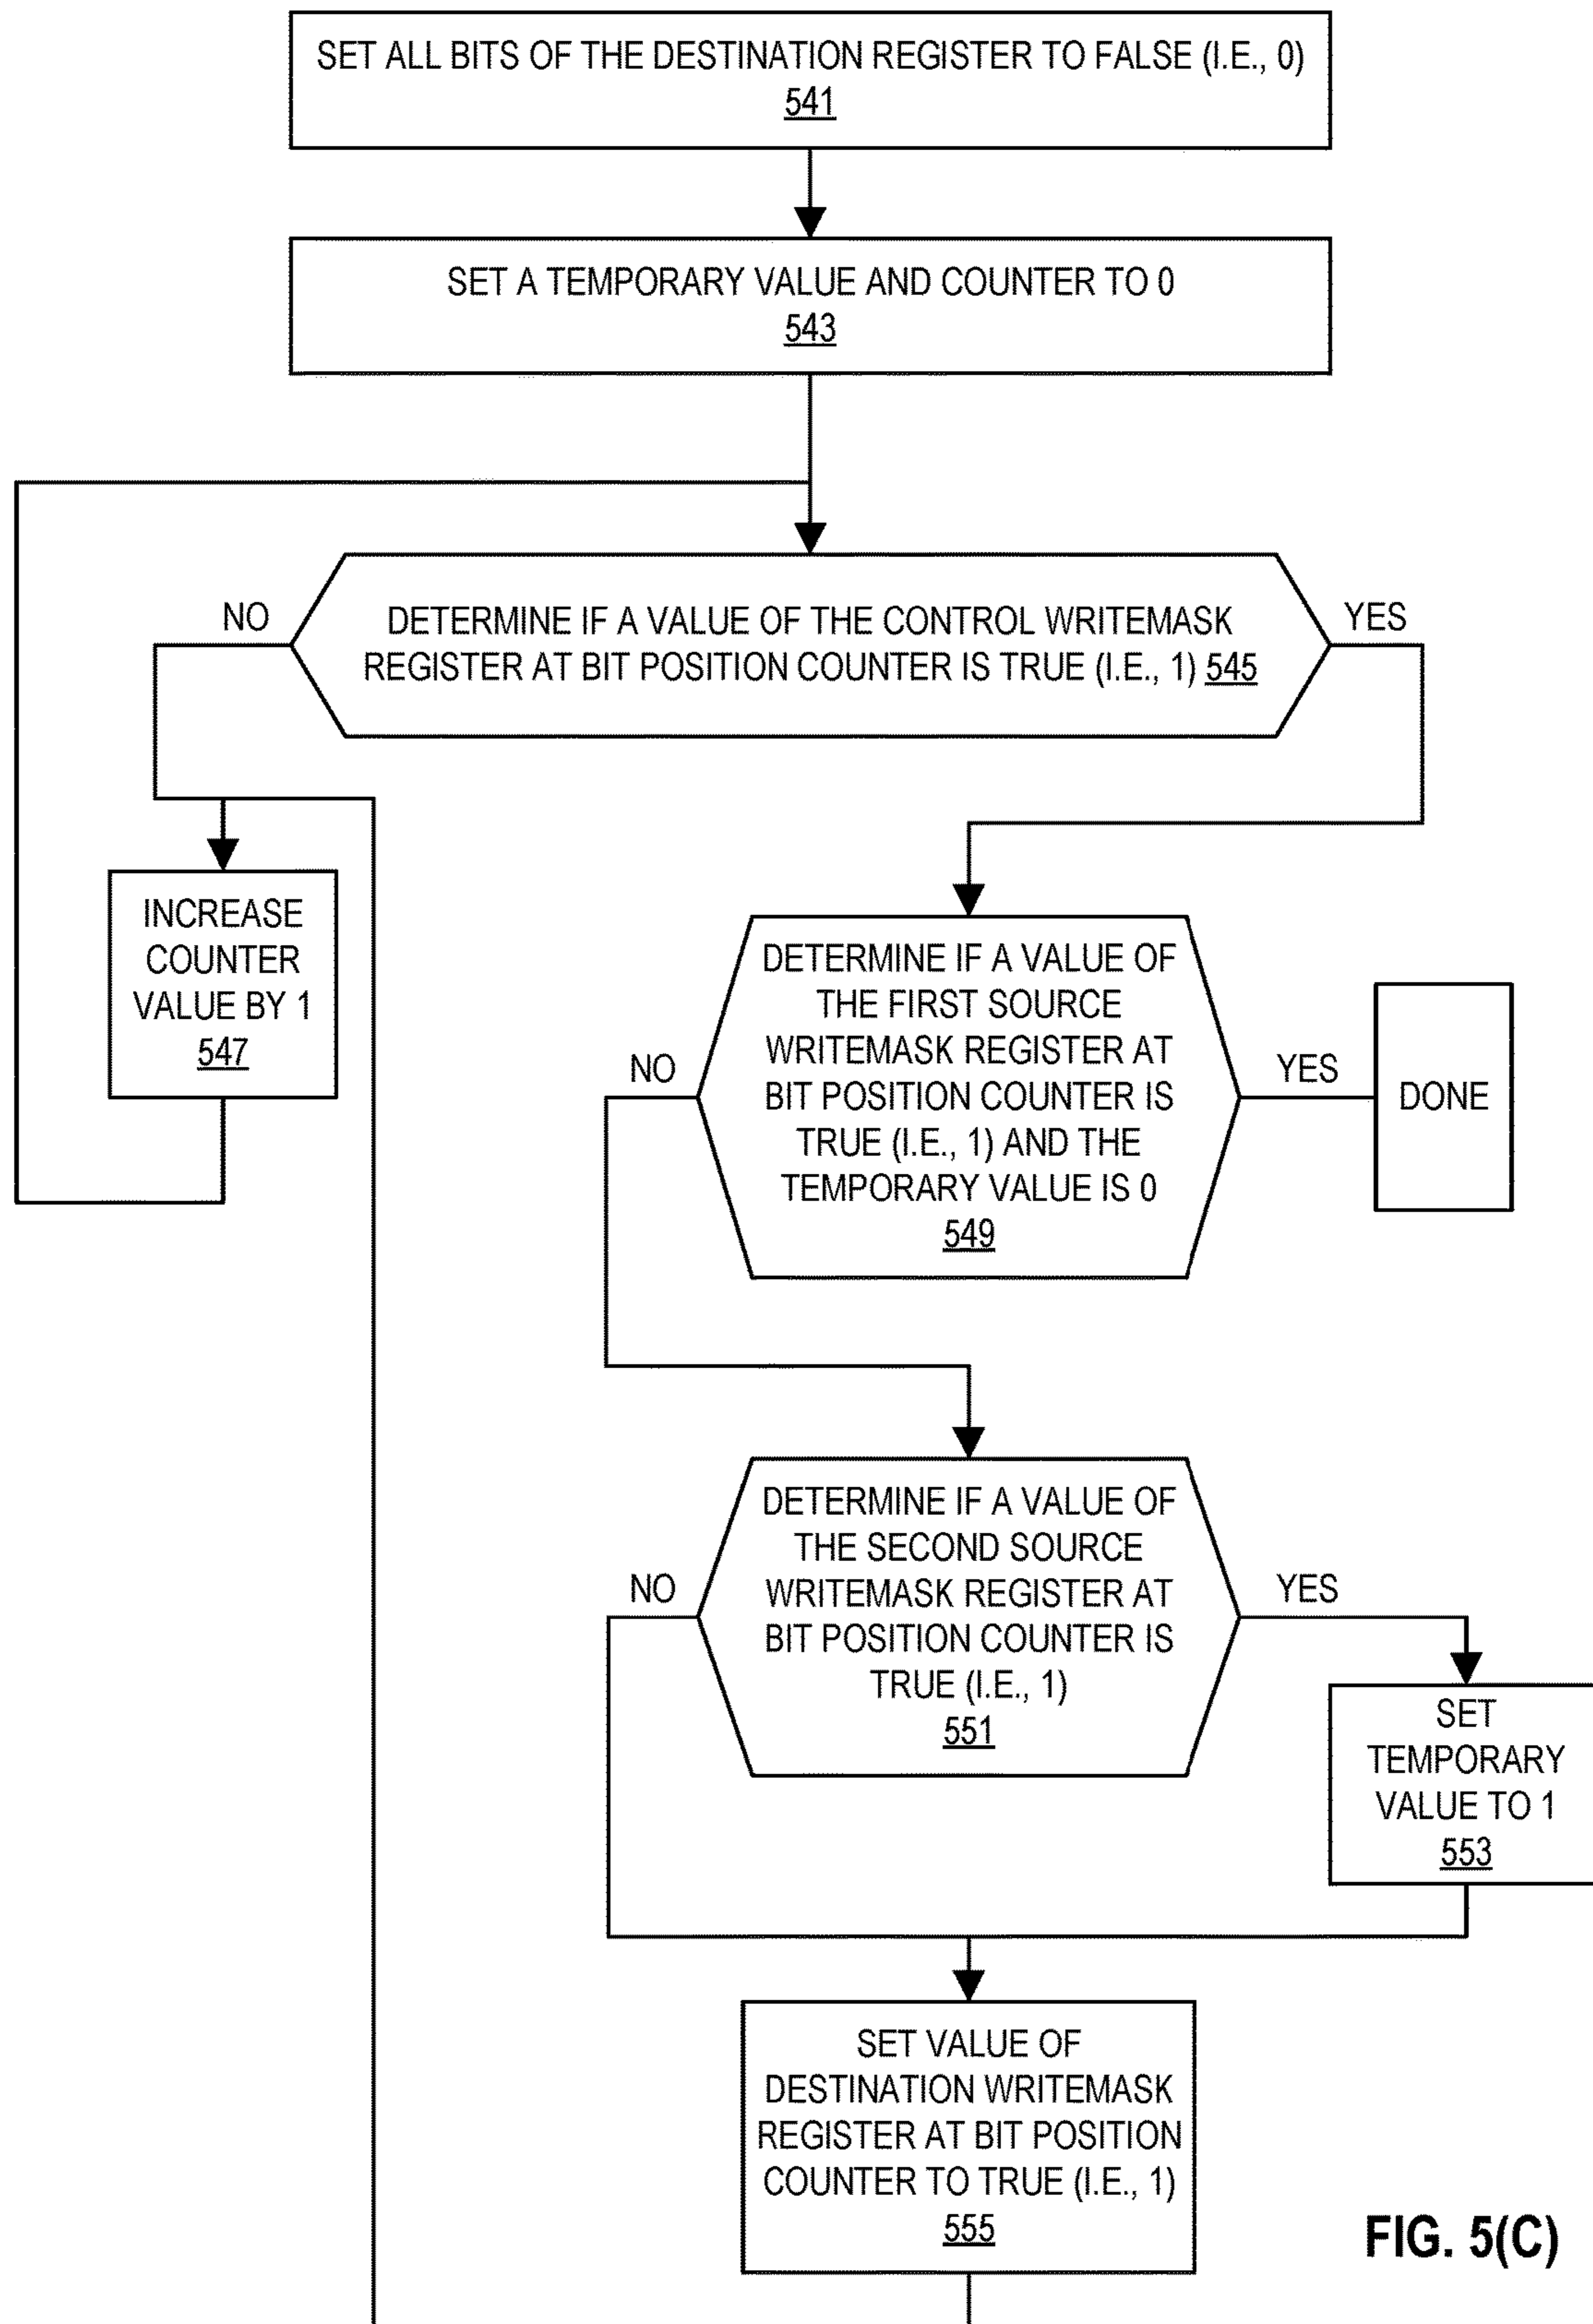 SET ALL BITS OF THE DESTINATION REGISTER TO FALSE (I.E., 0)
541
SET A TEMPORARY VALUE AND COUNTER TO 0
543
NO
DETERMINE IF A VALUE OF THE CONTROL WRITEMASK
REGISTER AT BIT POSITION COUNTER IS TRUE (I.E., 1) 545
YES
INCREASE
COUNTER
VALUE BY 1
547
DETERMINE IF A VALUE OF
THE FIRST SOURCE
WRITEMASK REGISTER AT
BIT POSITION COUNTER IS
TRUE (I.E., 1) AND THE
TEMPORARY VALUE IS 0
549
NO
YES
DONE
DETERMINE IF A VALUE OF
THE SECOND SOURCE
WRITEMASK REGISTER AT
BIT POSITION COUNTER IS
TRUE (I.E., 1)
551
NO
YES
SET
TEMPORARY
VALUE TO 1
553
SET VALUE OF
DESTINATION WRITEMASK
REGISTER AT BIT POSITION
COUNTER TO TRUE (I.E., 1)
555
FIG. 5(C)